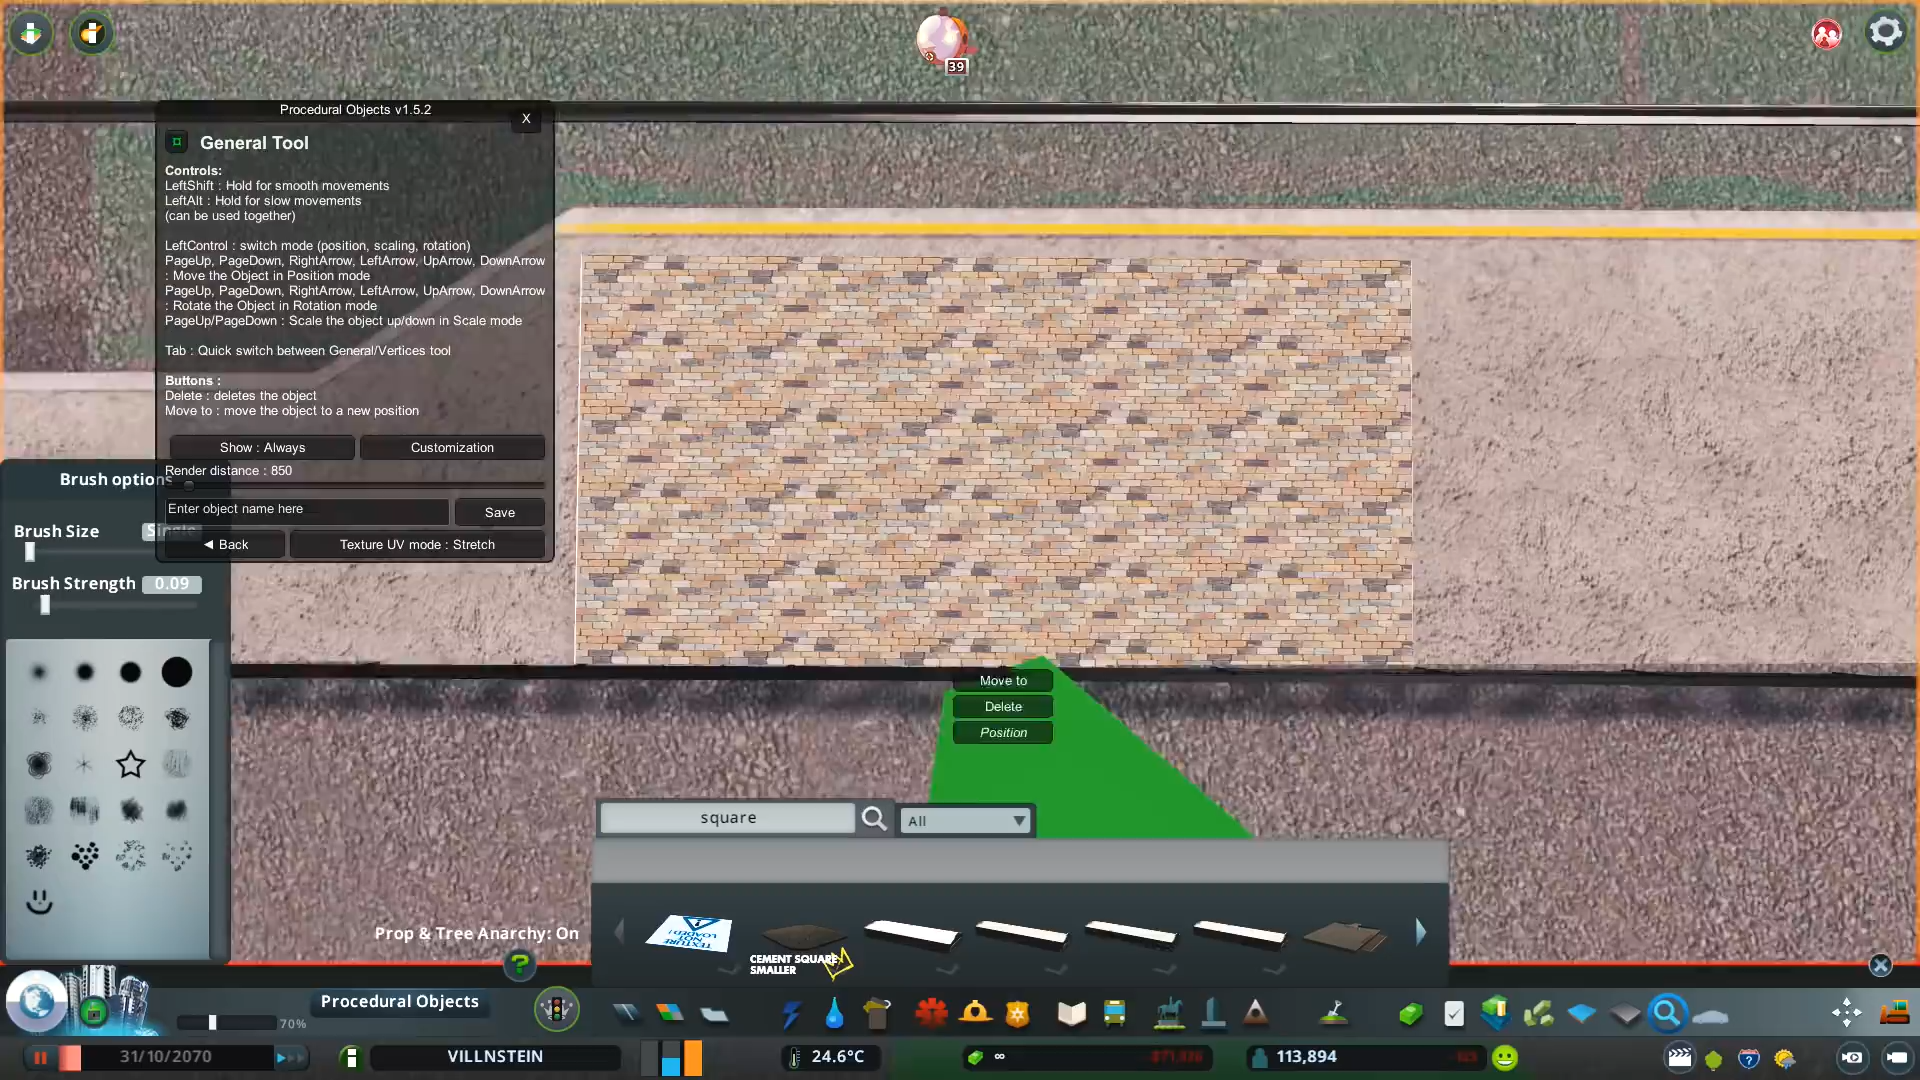 39
Procedural Objects v1.5.2
X
General Tool
Controls:
LeftShift : Hold for smooth movements
LeftAlt : Hold for slow movements
(can be used together)
LeftControl : switch mode (position, scaling, rotation)
PageUp, PageDown, RightArrow, LeftArrow, UpArrow, DownArrow
: Move the Object in Position mode
PageUp, PageDown, RightArrow, LeftArrow, UpArrow, DownArrow
: Rotate the Object in Rotation mode
PageUp/PageDown : Scale the object up/down in Scale mode
Tab : Quick switch between General/Vertices tool
Buttons :
Delete : deletes the object
Move to : move the object to a new position
Show : Always
Customization
Render distance : 850
Enter object name here
Save
◄ Back
Texture UV mode : Stretch
Brush options
Brush Size
Single
Brush Strength
0.09
Move to
Delete
Position
square
All
TEXTURE NOT LOADED!
CEMENT SQUARE
SMALLER
Prop & Tree Anarchy: On
Procedural Objects
70%
31/10/2070
VILLNSTEIN
24.6°C
∞
113,894